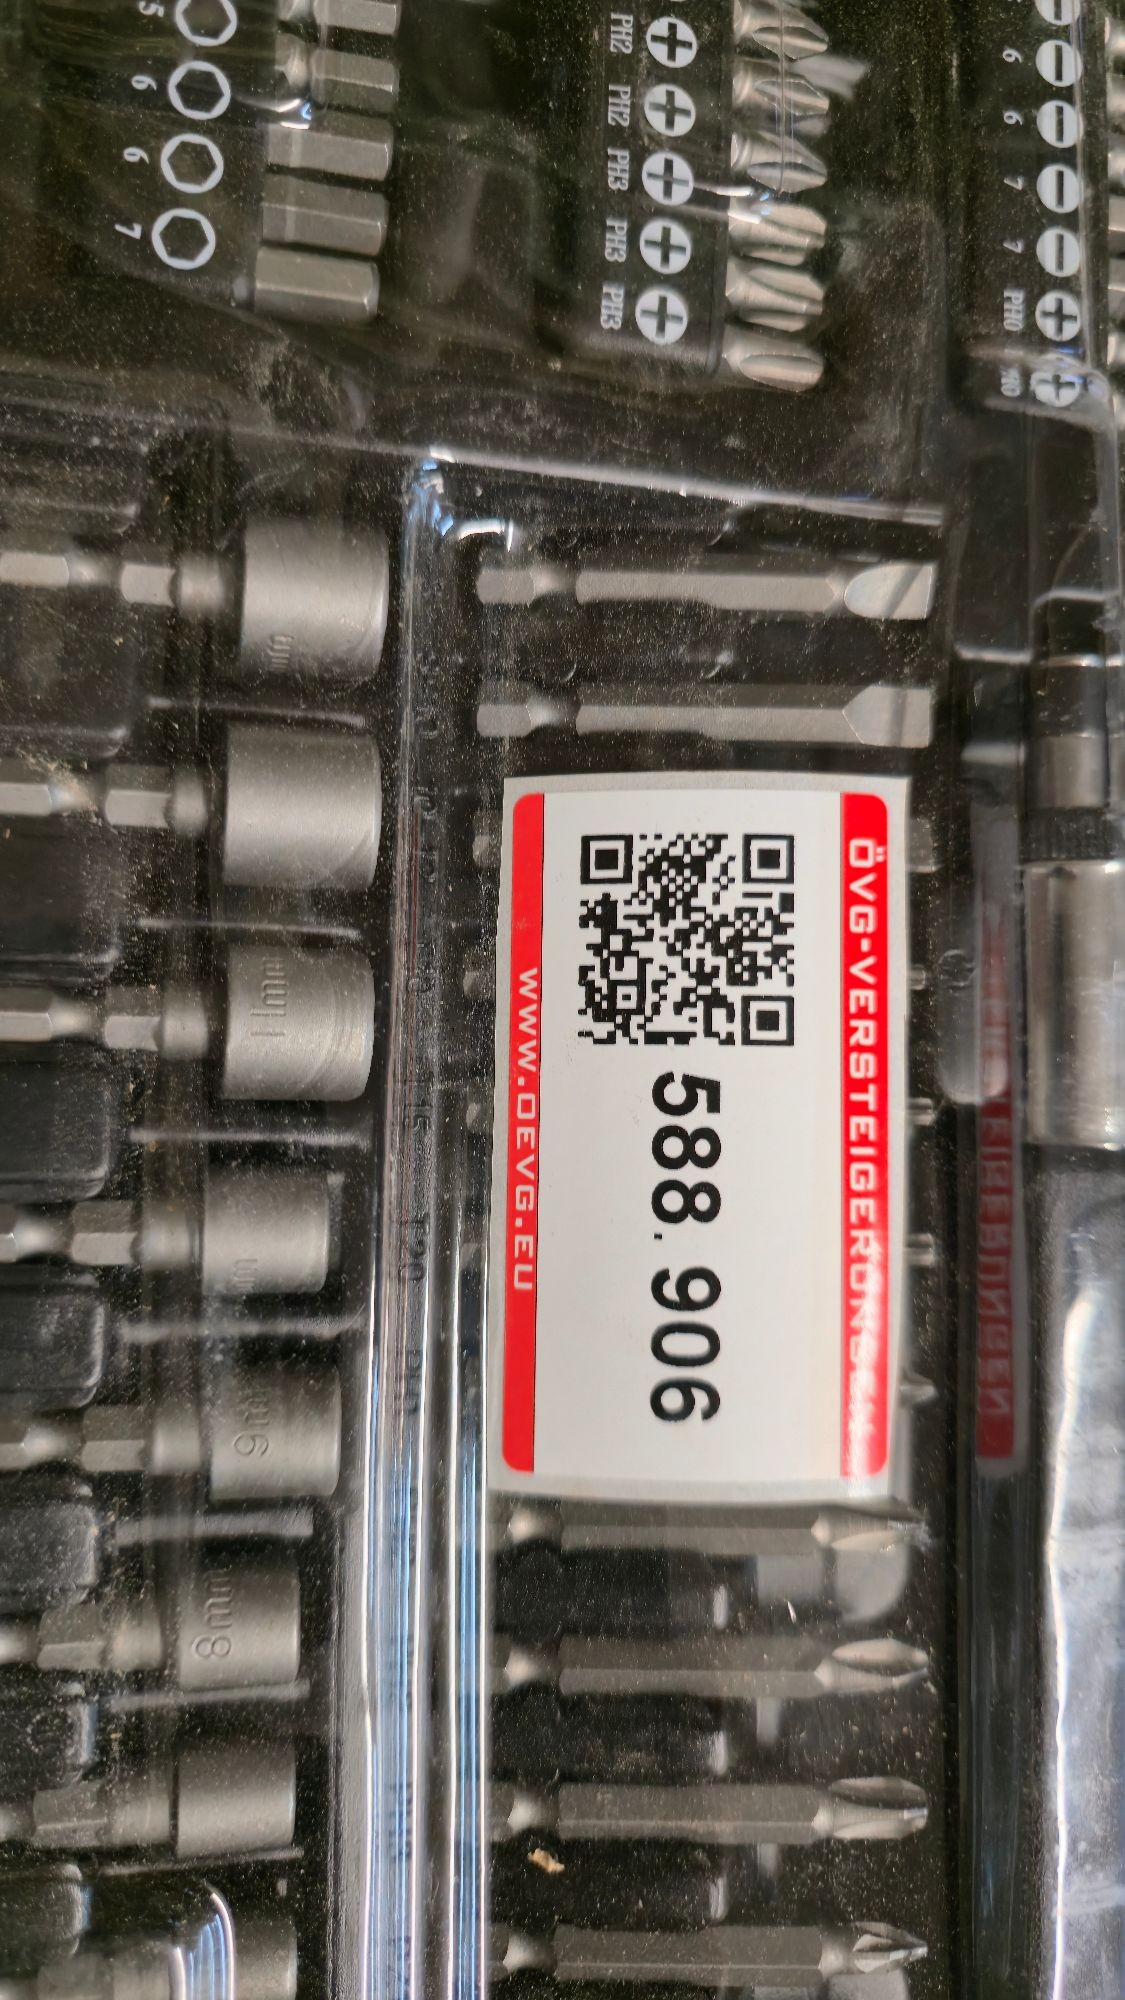 5
6
6
7
PH2
PH2
PH3
PH3
PH3
6
6
7
7
PH0
11mm
9mm
8mm
ÖVG-VERSTEIGERUNGEN
588.906
WWW.OEVG.EU